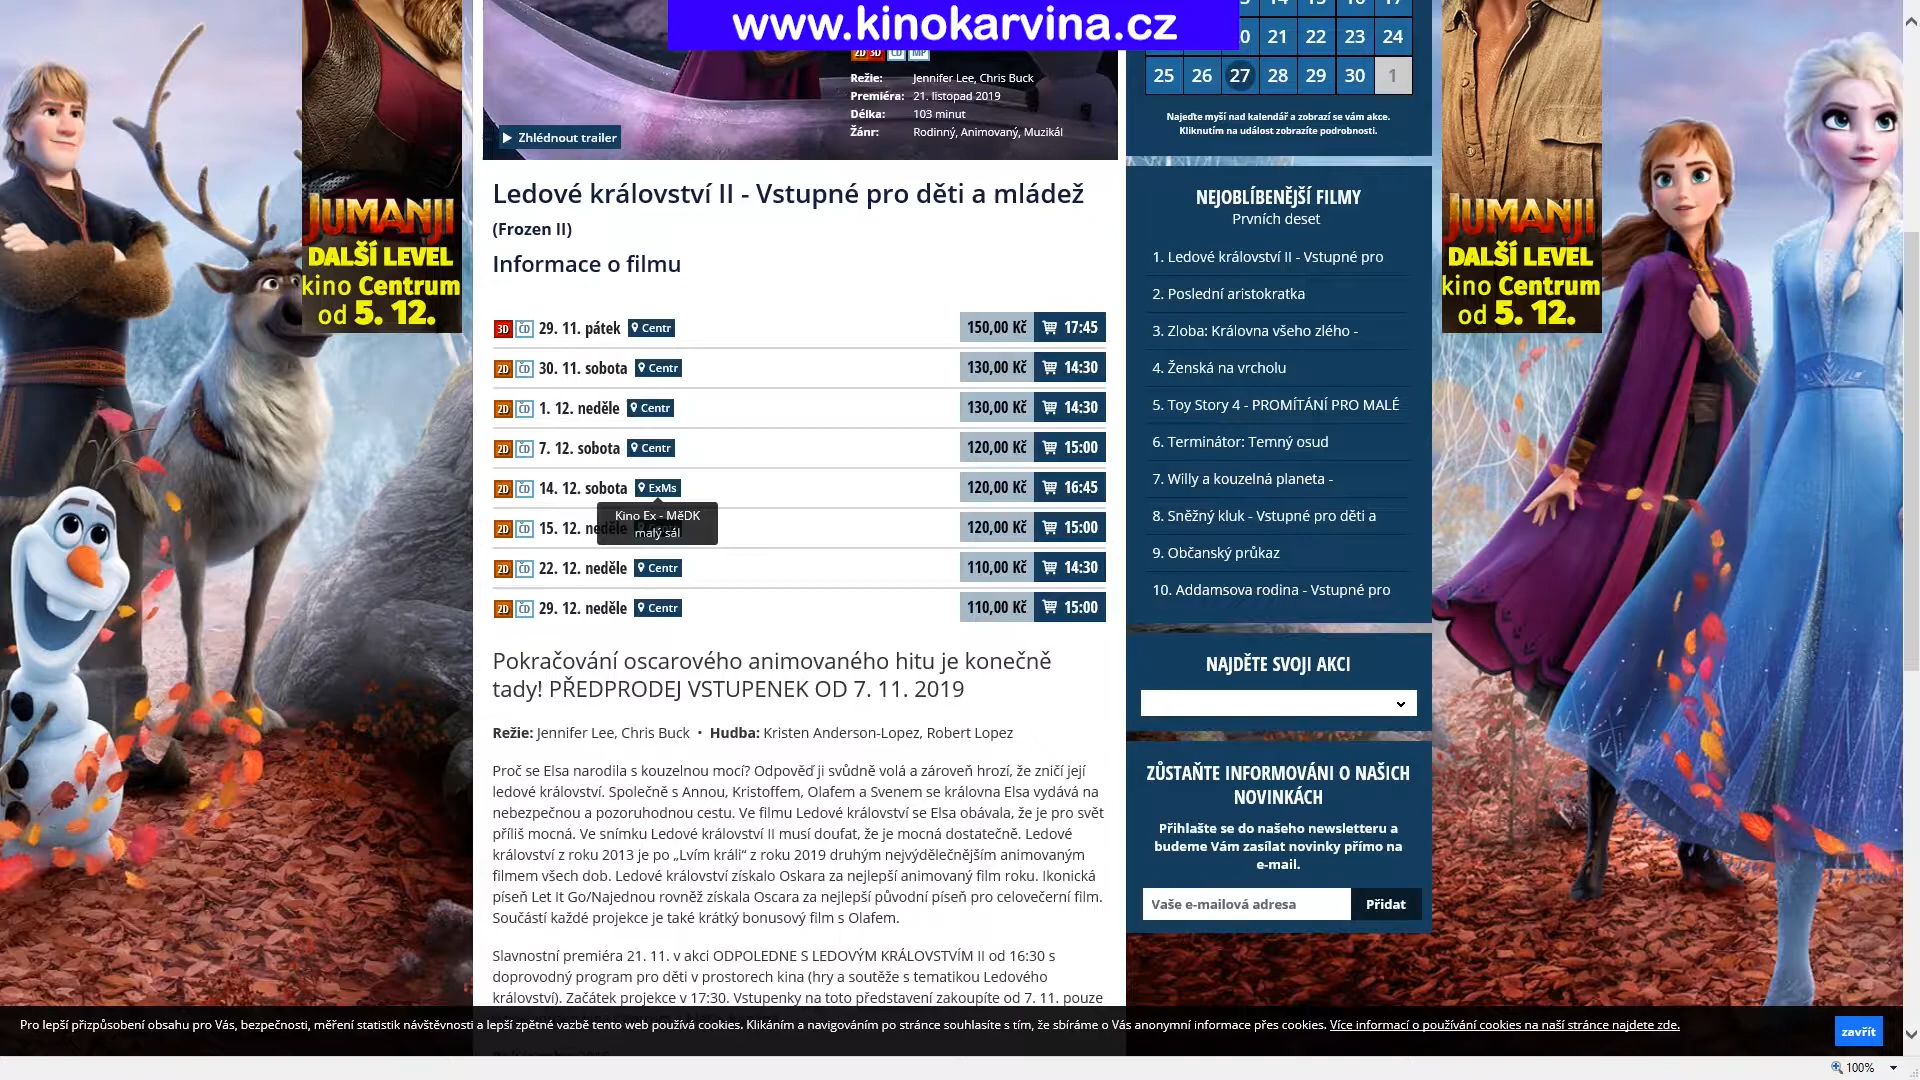 www.kinokarvina.cz
2D 3D ČD MP
Režie: Jennifer Lee, Chris Buck
Premiéra: 21. listopad 2019
Délka: 103 minut
Žánr: Rodinný, Animovaný, Muzikál
Zhlédnout trailer
Ledové království II - Vstupné pro děti a mládež
(Frozen II)
Informace o filmu
3D ČD 29. 11. pátek Centr 150,00 Kč 17:45
2D ČD 30. 11. sobota Centr 130,00 Kč 14:30
2D ČD 1. 12. neděle Centr 130,00 Kč 14:30
2D ČD 7. 12. sobota Centr 120,00 Kč 15:00
2D ČD 14. 12. sobota ExMs 120,00 Kč 16:45
Kino Ex - MěDK
malý sál
2D ČD 15. 12. neděle 120,00 Kč 15:00
2D ČD 22. 12. neděle Centr 110,00 Kč 14:30
2D ČD 29. 12. neděle Centr 110,00 Kč 15:00
Pokračování oscarového animovaného hitu je konečně
tady! PŘEDPRODEJ VSTUPENEK OD 7. 11. 2019
Režie: Jennifer Lee, Chris Buck • Hudba: Kristen Anderson-Lopez, Robert Lopez
Proč se Elsa narodila s kouzelnou mocí? Odpověď ji svůdně volá a zároveň hrozí, že zničí její
ledové království. Společně s Annou, Kristoffem, Olafem a Svenem se královna Elsa vydává na
nebezpečnou a pozoruhodnou cestu. Ve filmu Ledové království se Elsa obávala, že je pro svět
příliš mocná. Ve snímku Ledové království II musí doufat, že je mocná dostatečně. Ledové
království z roku 2013 je po „Lvím králi“ z roku 2019 druhým nejvýdělečnějším animovaným
filmem všech dob. Ledové království získalo Oskara za nejlepší animovaný film roku. Ikonická
píseň Let It Go/Najednou rovněž získala Oscara za nejlepší původní píseň pro celovečerní film.
Součástí každé projekce je také krátký bonusový film s Olafem.
Slavnostní premiéra 21. 11. v akci ODPOLEDNE S LEDOVÝM KRÁLOVSTVÍM II od 16:30 s
doprovodný program pro děti v prostorech kina (hry a soutěže s tematikou Ledového
království). Začátek projekce v 17:30. Vstupenky na toto představení zakoupíte od 7. 11. pouze
21 22 23 24
25 26 27 28 29 30 1
Najeďte myší nad kalendář a zobrazí se vám akce.
Kliknutím na událost zobrazíte podrobnosti.
NEJOBLÍBENĚJŠÍ FILMY
Prvních deset
1. Ledové království II - Vstupné pro
2. Poslední aristokratka
3. Zloba: Královna všeho zlého -
4. Ženská na vrcholu
5. Toy Story 4 - PROMÍTÁNÍ PRO MALÉ
6. Terminátor: Temný osud
7. Willy a kouzelná planeta -
8. Sněžný kluk - Vstupné pro děti a
9. Občanský průkaz
10. Addamsova rodina - Vstupné pro
NAJDĚTE SVOJI AKCI
ZŮSTAŇTE INFORMOVÁNI O NAŠICH
NOVINKÁCH
Přihlašte se do našeho newsletteru a
budeme Vám zasílat novinky přímo na
e-mail.
Vaše e-mailová adresa Přidat
JUMANJI
DALŠÍ LEVEL
kino Centrum
od 5. 12.
JUMANJI
DALŠÍ LEVEL
kino Centrum
od 5. 12.
Pro lepší přizpůsobení obsahu pro Vás, bezpečnosti, měření statistik návštěvnosti a lepší zpětné vazbě tento web používá cookies. Klikáním a navigováním po stránce souhlasíte s tím, že sbíráme o Vás anonymní informace přes cookies. Více informací o používání cookies na naší stránce najdete zde.
zavřít
100%